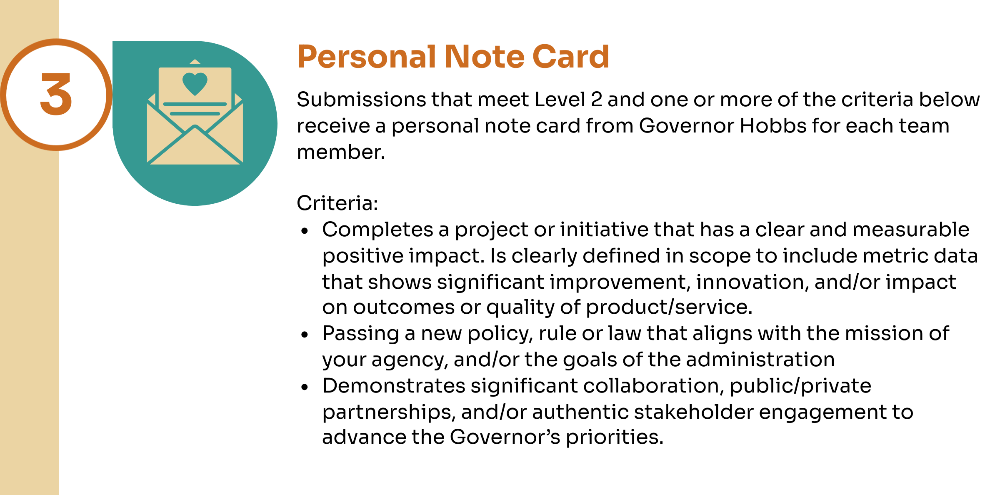 3
Personal Note Card
Submissions that meet Level 2 and one or more of the criteria below
receive a personal note card from Governor Hobbs for each team
member.
Criteria:
• Completes a project or initiative that has a clear and measurable
positive impact. Is clearly defined in scope to include metric data
that shows significant improvement, innovation, and/or impact
on outcomes or quality of product/service.
• Passing a new policy, rule or law that aligns with the mission of
your agency, and/or the goals of the administration
• Demonstrates significant collaboration, public/private
partnerships, and/or authentic stakeholder engagement to
advance the Governor’s priorities.